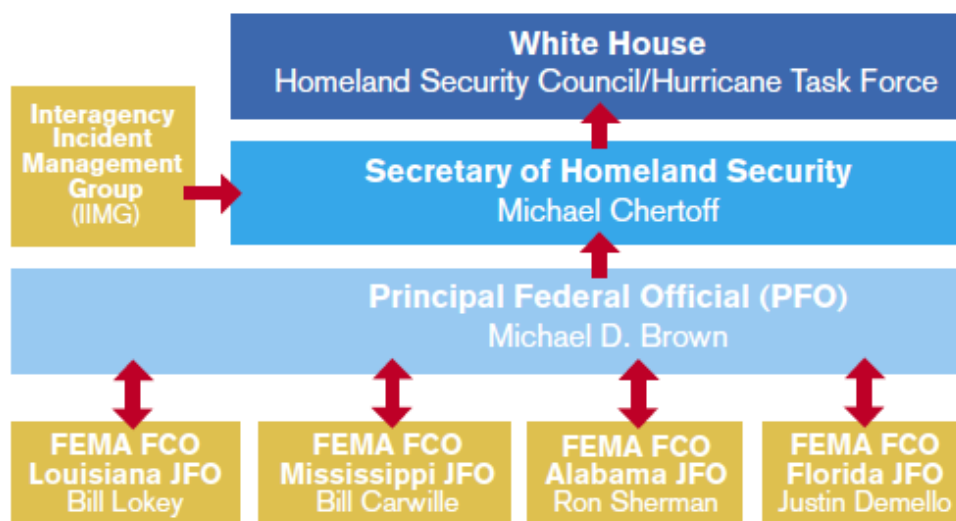 White House
Homeland Security Council/Hurricane Task Force
Interagency
Incident
Management
Group
(IIMG)
Secretary of Homeland Security
Michael Chertoff
Principal Federal Official (PFO)
Michael D. Brown
FEMA FCO
Louisiana JFO
Bill Lokey
FEMA FCO
Mississippi JFO
Bill Carwille
FEMA FCO
Alabama JFO
Ron Sherman
FEMA FCO
Florida JFO
Justin Demello